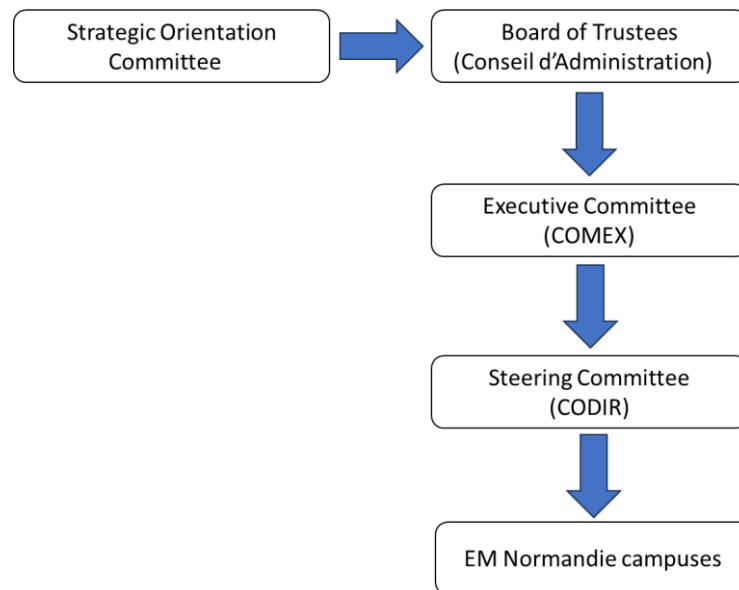 Strategic Orientation
Committee
Board of Trustees
(Conseil d’Administration)
Executive Committee
(COMEX)
Steering Committee
(CODIR)
EM Normandie campuses